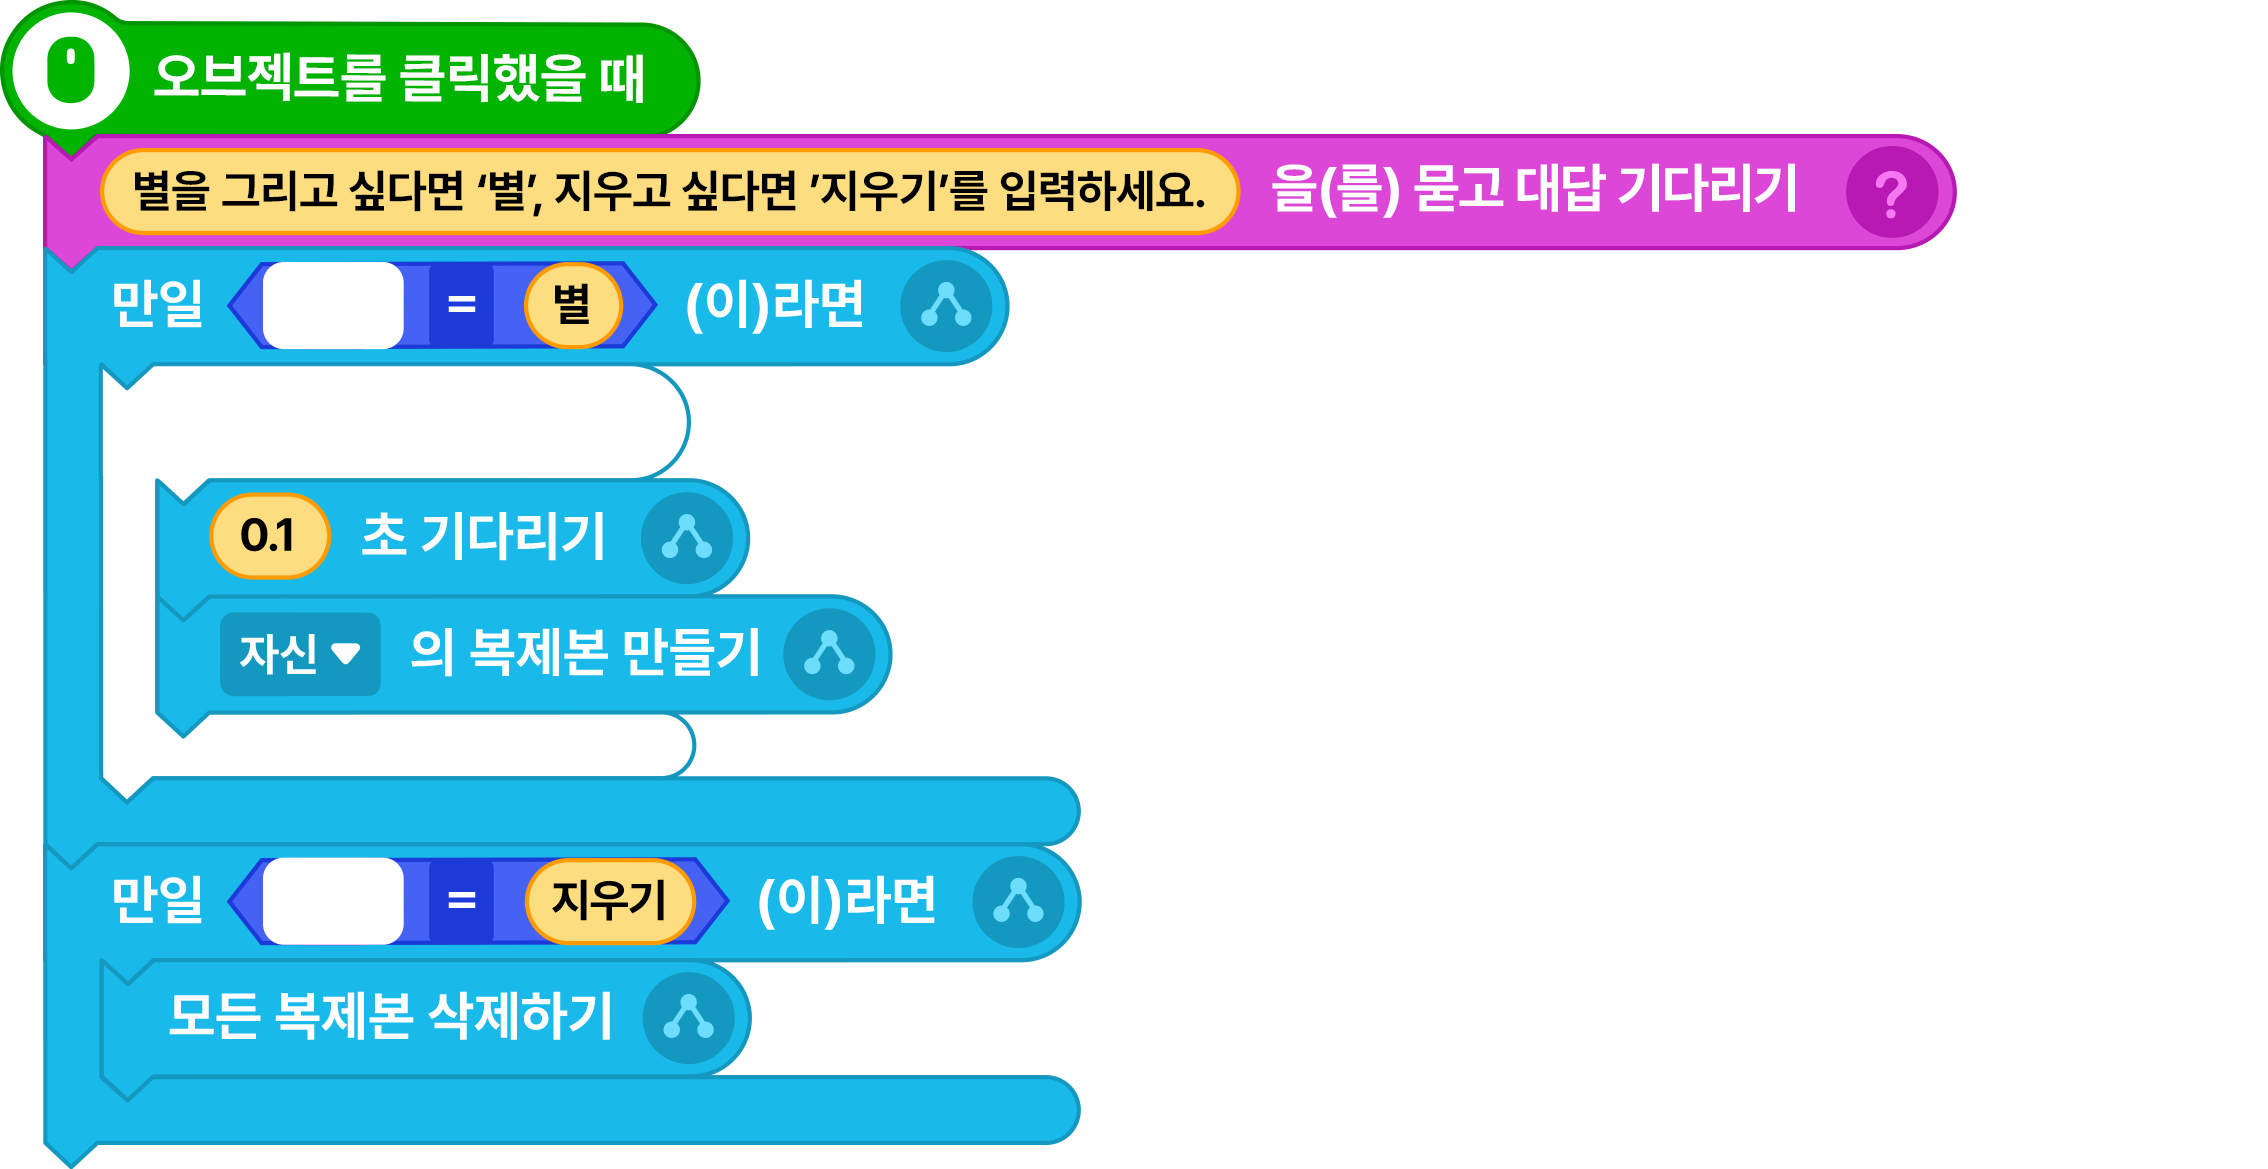 오브젝트를 클릭했을 때
별을 그리고 싶다면 ‘별’, 지우고 싶다면 ’지우기’를 입력하세요. 을(를) 묻고 대답 기다리기 ?
만일 = 별 (이)라면
0.1 초 기다리기
자신 의 복제본 만들기
만일 = 지우기 (이)라면
모든 복제본 삭제하기